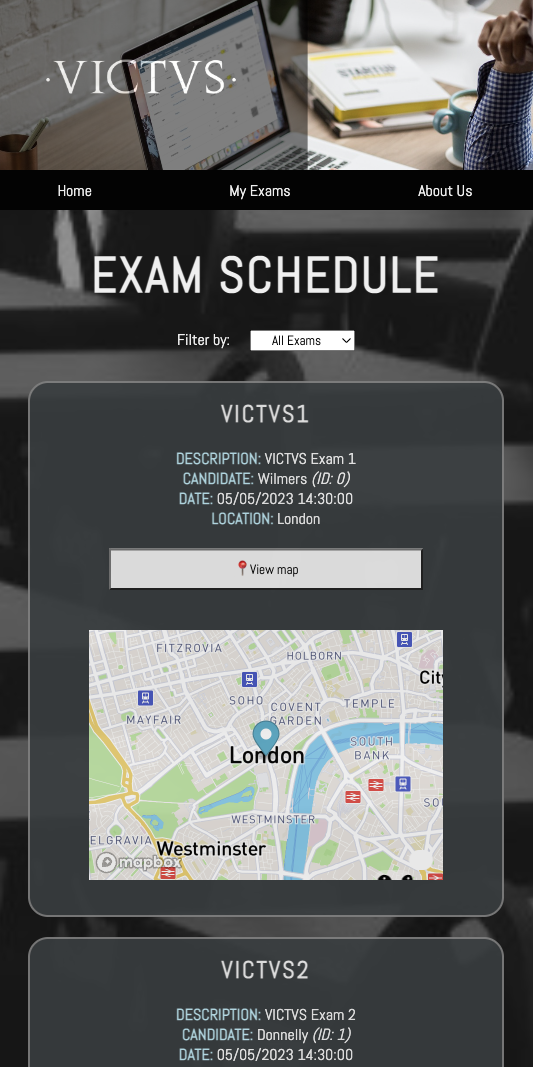 ·VICTVS·
STARTUP
Home
My Exams
About Us
EXAM SCHEDULE
Filter by:
All Exams
VICTVS1
DESCRIPTION: VICTVS Exam 1
CANDIDATE: Wilmers (ID: 0)
DATE: 05/05/2023 14:30:00
LOCATION: London
View map
FITZROVIA
HOLBORN
City
SOHO
COVENT
GARDEN
TEMPLE
MAYFAIR
SOUTH
BANK
London
SOU
WESTMINSTER
ELGRAVIA
Westminster
mapbox
VICTVS2
DESCRIPTION: VICTVS Exam 2
CANDIDATE: Donnelly (ID: 1)
DATE: 05/05/2023 14:30:00